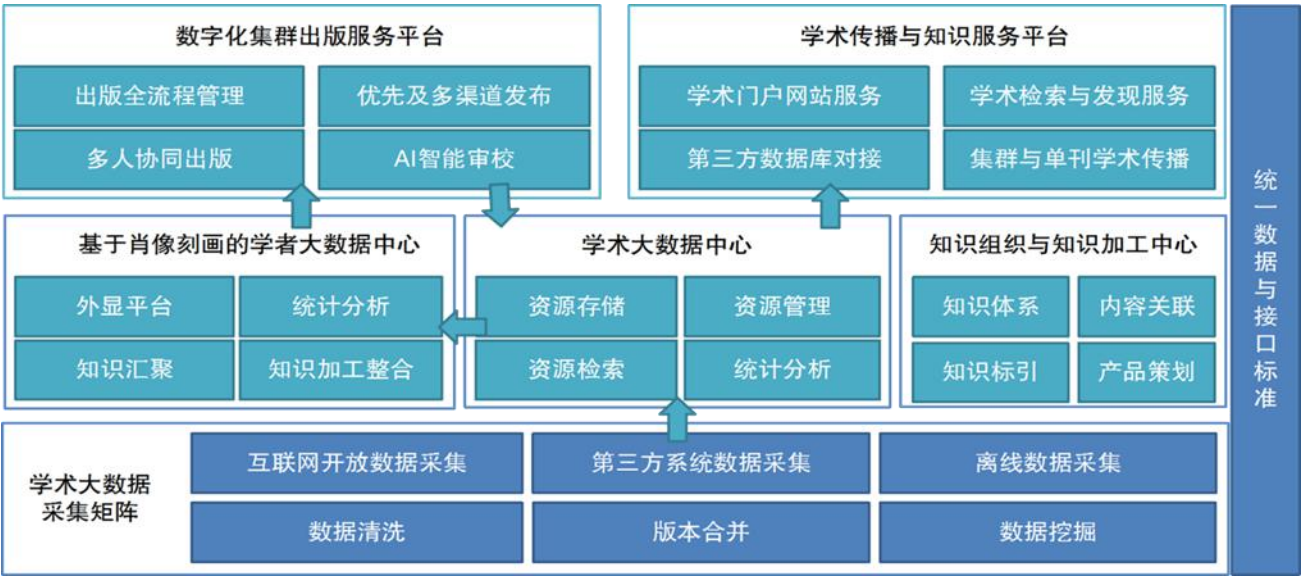 数字化集群出版服务平台
出版全流程管理
优先及多渠道发布
多人协同出版
AI智能审校
学术传播与知识服务平台
学术门户网站服务
学术检索与发现服务
第三方数据库对接
集群与单刊学术传播
基于肖像刻画的学者大数据中心
外显平台
统计分析
知识汇聚
知识加工整合
学术大数据中心
资源存储
资源管理
资源检索
统计分析
知识组织与知识加工中心
知识体系
内容关联
知识标引
产品策划
学术大数据
采集矩阵
互联网开放数据采集
第三方系统数据采集
离线数据采集
数据清洗
版本合并
数据挖掘
统一数据与接口标准